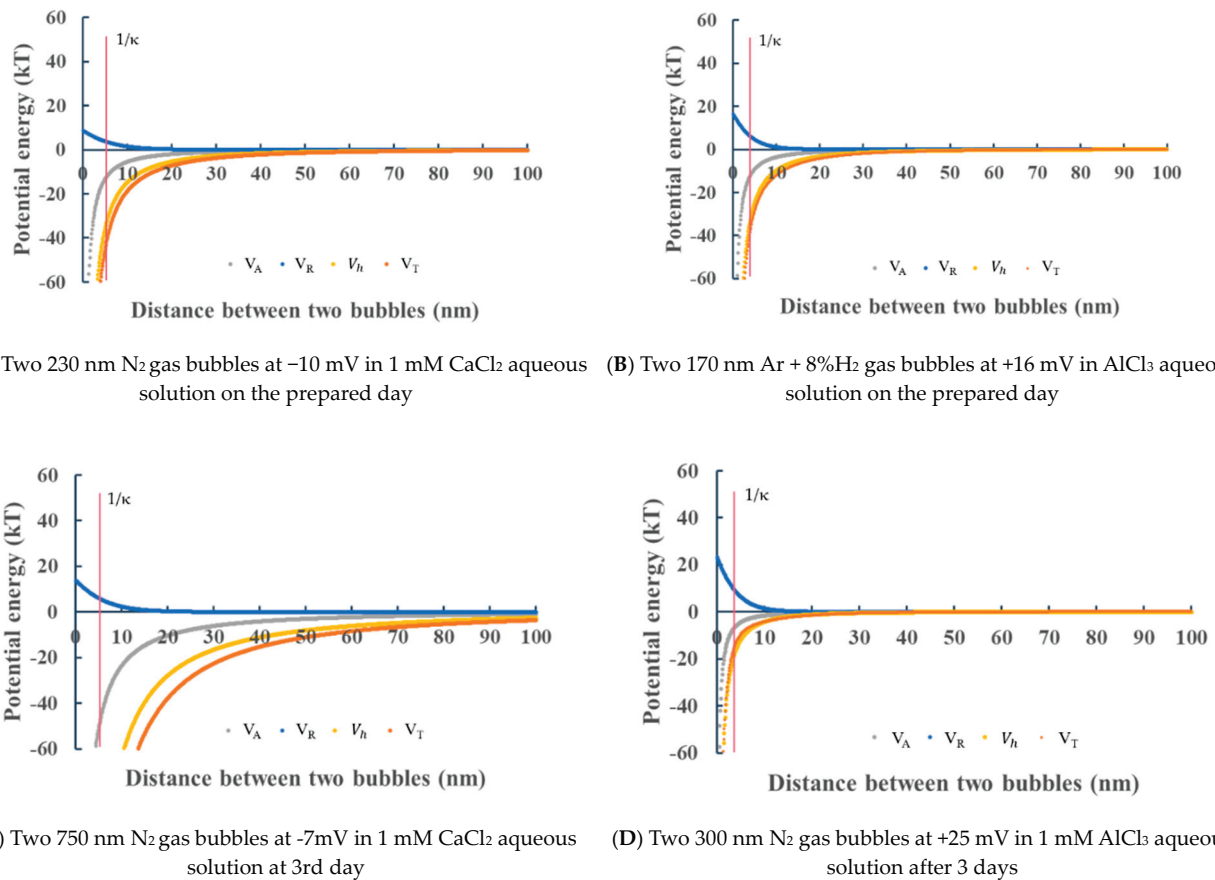 60
40
20
0
-20
-40
-60
Potential energy (kT)
1/κ
0 10 20 30 40 50 60 70 80 90 100
V_A V_R V_h V_T
Distance between two bubbles (nm)
Two 230 nm N₂ gas bubbles at −10 mV in 1 mM CaCl₂ aqueous
solution on the prepared day
60
40
20
0
-20
-40
-60
Potential energy (kT)
1/κ
0 10 20 30 40 50 60 70 80 90 100
V_A V_R V_h V_T
Distance between two bubbles (nm)
(B) Two 170 nm Ar + 8%H₂ gas bubbles at +16 mV in AlCl₃ aqueo
solution on the prepared day
60
40
20
0
-20
-40
-60
Potential energy (kT)
1/κ
0 10 20 30 40 50 60 70 80 90 100
V_A V_R V_h V_T
Distance between two bubbles (nm)
) Two 750 nm N₂ gas bubbles at -7mV in 1 mM CaCl₂ aqueous
solution at 3rd day
60
40
20
0
-20
-40
-60
Potential energy (kT)
1/κ
0 10 20 30 40 50 60 70 80 90 100
V_A V_R V_h V_T
Distance between two bubbles (nm)
(D) Two 300 nm N₂ gas bubbles at +25 mV in 1 mM AlCl₃ aqueou
solution after 3 days